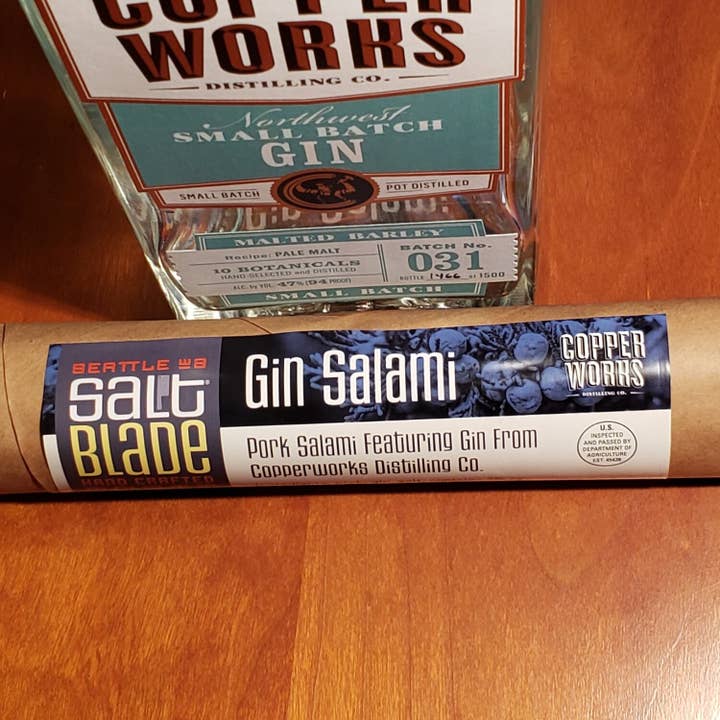 COPPER
WORKS
DISTILLING CO.
Northwest
SMALL BATCH
GIN
SMALL BATCH
POT DISTILLED
MALTED BARLEY
Recipe: PALE MALT
10 BOTANICALS
HAND-SELECTED and DISTILLED
ALC. by VOL. 47% (94 PROOF)
BATCH No.
031
BOTTLE 1466 of 1500
SMALL BATCH
SEATTLE WA
Salt
BLADE
HAND CRAFTED
Gin Salami
Pork Salami Featuring Gin From
Copperworks Distilling Co.
COPPER
WORKS
DISTILLING CO.
U.S.
INSPECTED
AND PASSED BY
DEPARTMENT OF
AGRICULTURE
EST. 45428